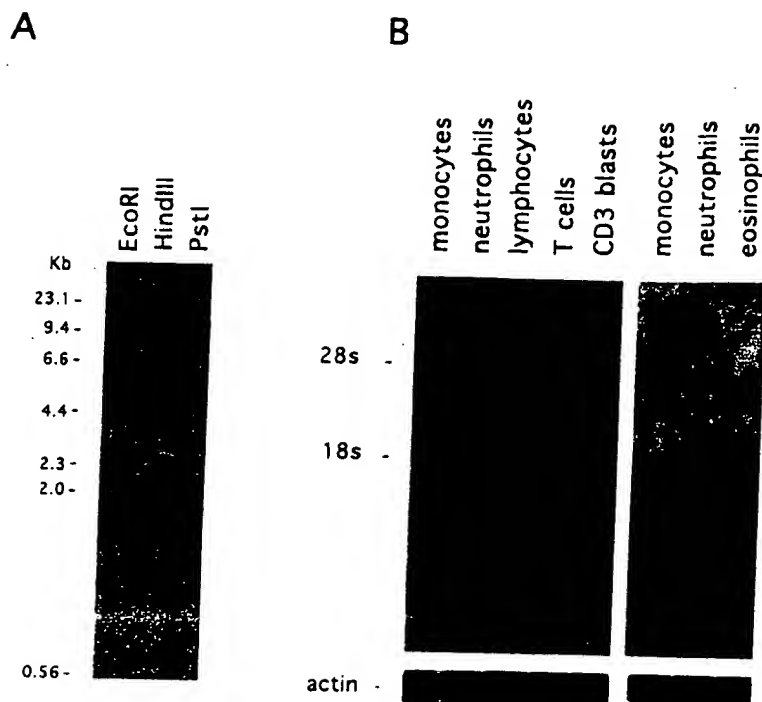 A
B
EcoRI
HindIII
PstI
Kb
23.1 -
9.4 -
6.6 -
4.4 -
2.3 -
2.0 -
0.56 -
monocytes
neutrophils
lymphocytes
T cells
CD3 blasts
monocytes
neutrophils
eosinophils
28s -
18s -
actin -